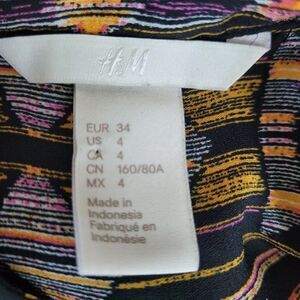 H&M
EUR 34
US 4
CA 4
CN 160/80A
MX 4
Made in
Indonesia
Fabriqué en
Indonésie